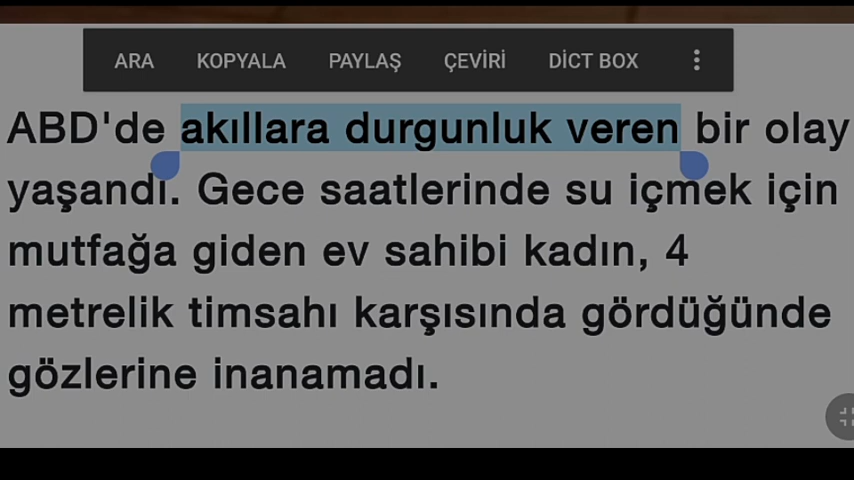 ARA KOPYALA PAYLAŞ ÇEVİRİ DİCT BOX
ABD'de akıllara durgunluk veren bir olay
yaşandı. Gece saatlerinde su içmek için
mutfağa giden ev sahibi kadın, 4
metrelik timsahı karşısında gördüğünde
gözlerine inanamadı.